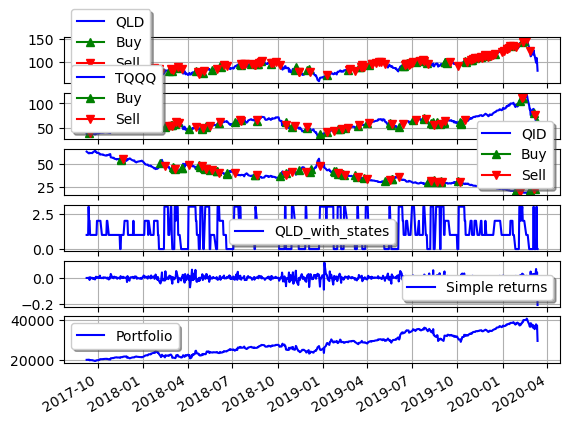 QLD
Buy
Sell
150
100
TQQQ
Buy
Sell
100
50
QID
Buy
Sell
50
25
2.5
0.0
QLD_with_states
0.0
−0.2
Simple returns
40000
20000
Portfolio
2017-10 2018-01 2018-04 2018-07 2018-10 2019-01 2019-04 2019-07 2019-10 2020-01 2020-04